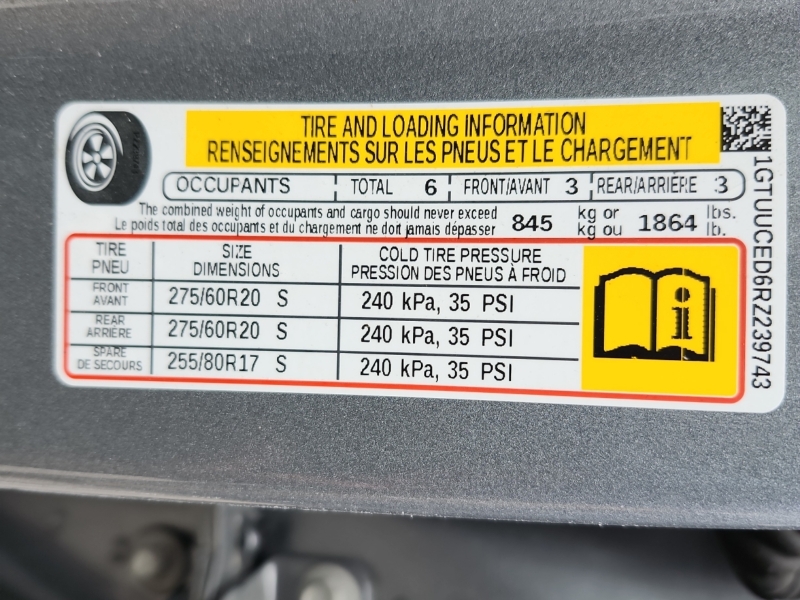 TIRE AND LOADING INFORMATION
RENSEIGNEMENTS SUR LES PNEUS ET LE CHARGEMENT
OCCUPANTS TOTAL 6 FRONT/AVANT 3 REAR/ARRIÈRE 3
The combined weight of occupants and cargo should never exceed 845 kg or 1864 lbs.
Le poids total des occupants et du chargement ne doit jamais dépasser kg ou lb.
TIRE SIZE COLD TIRE PRESSURE
PNEU DIMENSIONS PRESSION DES PNEUS À FROID
FRONT
AVANT 275/60R20 S 240 kPa, 35 PSI
REAR
ARRIÈRE 275/60R20 S 240 kPa, 35 PSI
SPARE
DE SECOURS 255/80R17 S 240 kPa, 35 PSI
i
1GTUUCED6RZ239743